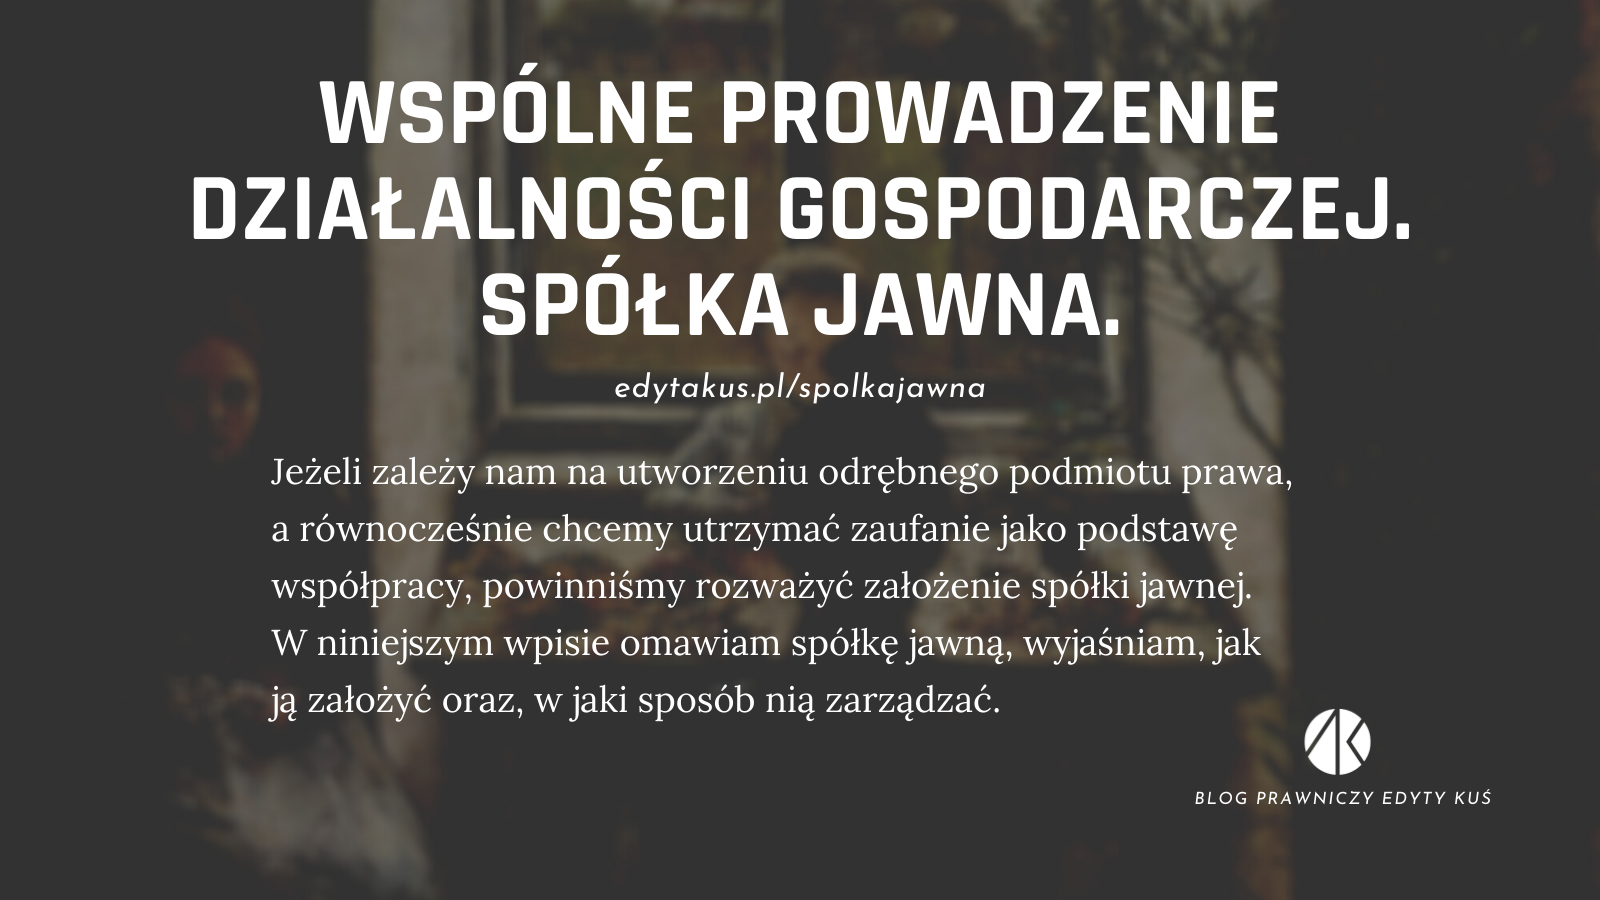 WSPÓLNE PROWADZENIE
DZIAŁALNOŚCI GOSPODARCZEJ.
SPÓŁKA JAWNA.
edytakus.pl/spolkajawna
Jeżeli zależy nam na utworzeniu odrębnego podmiotu prawa,
a równocześnie chcemy utrzymać zaufanie jako podstawę
współpracy, powinniśmy rozważyć założenie spółki jawnej.
W niniejszym wpisie omawiam spółkę jawną, wyjaśniam, jak
ją założyć oraz, w jaki sposób nią zarządzać.
BLOG PRAWNICZY EDYTY KUŚ